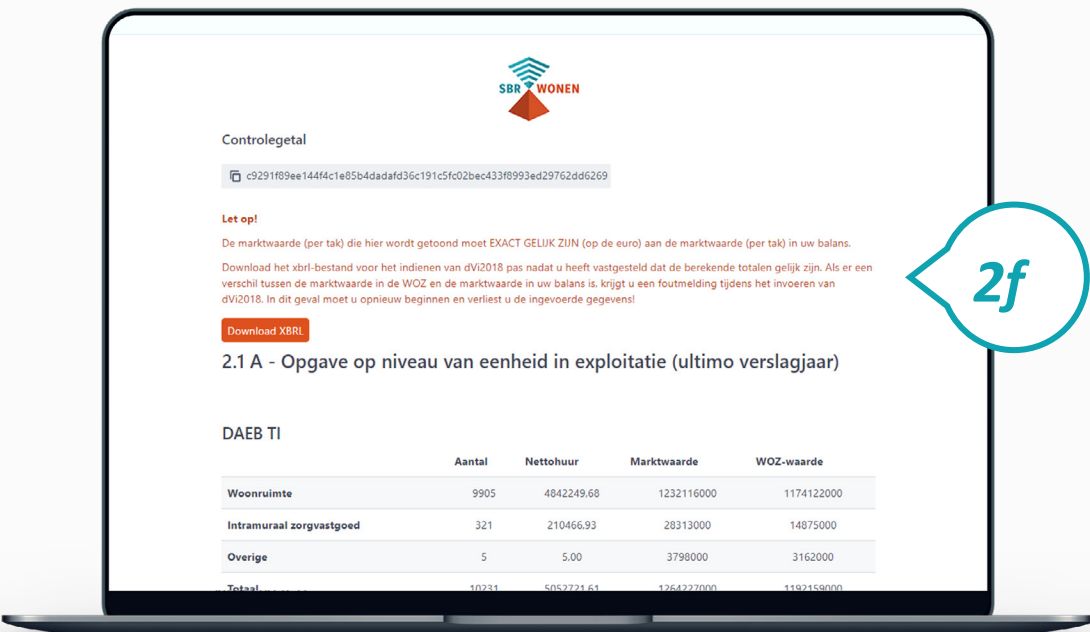 SBR WONEN
Controlegetal
c9291f89ee144f4c1e85b4dadafd36c191c5fc02bec433f8993ed29762dd6269
Let op!
De marktwaarde (per tak) die hier wordt getoond moet EXACT GELIJK ZIJN (op de euro) aan de marktwaarde (per tak) in uw balans.
Download het xbrl-bestand voor het indienen van dVi2018 pas nadat u heeft vastgesteld dat de berekende totalen gelijk zijn. Als er een
verschil tussen de marktwaarde in de WOZ en de marktwaarde in uw balans is, krijgt u een foutmelding tijdens het invoeren van
dVi2018. In dit geval moet u opnieuw beginnen en verliest u de ingevoerde gegevens!
2f
Download XBRL
2.1 A - Opgave op niveau van eenheid in exploitatie (ultimo verslagjaar)
DAEB TI
Aantal Nettohuur Marktwaarde WOZ-waarde
Woonruimte 9905 4842249.68 1232116000 1174122000
Intramuraal zorgvastgoed 321 210466.93 28313000 14875000
Overige 5 5.00 3798000 3162000
Totaal 10231 5052721.61 1264227000 1192159000